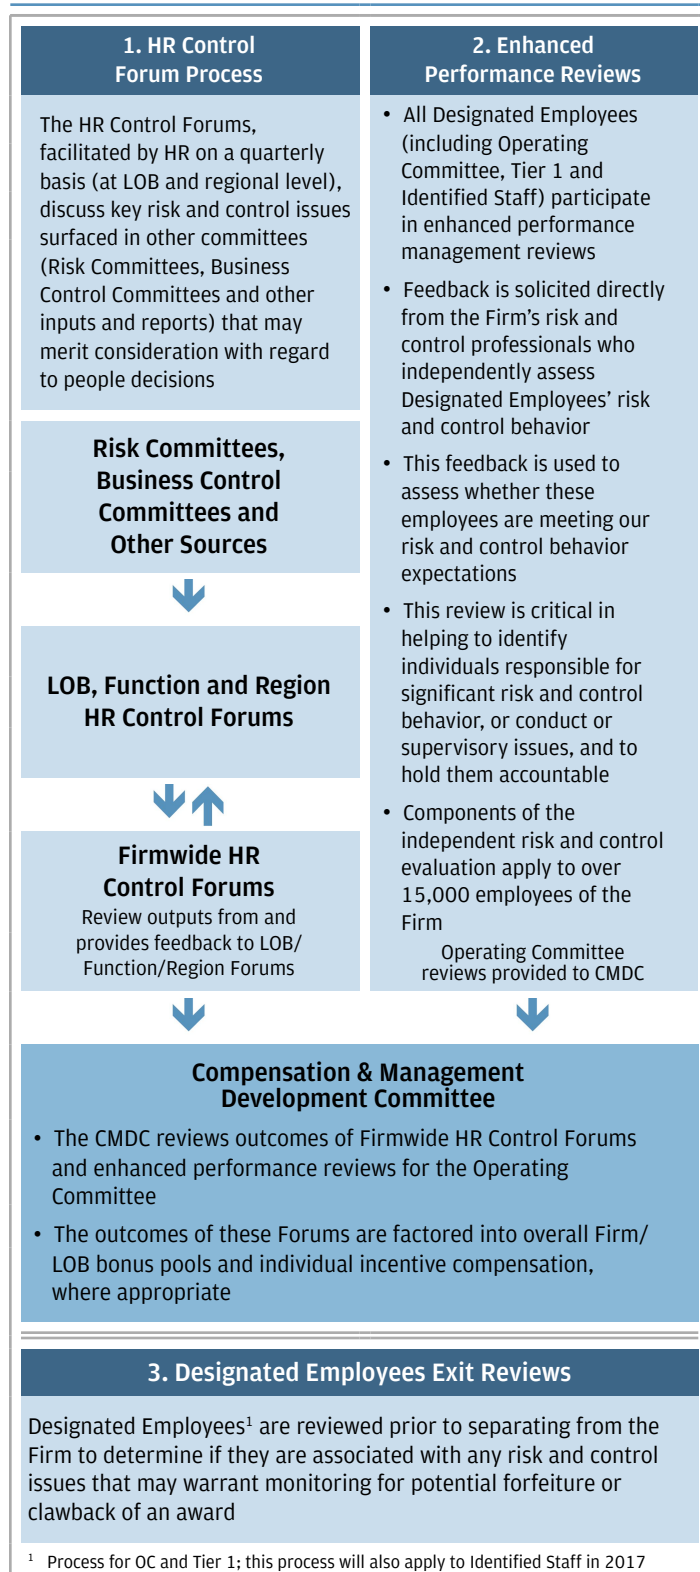 1. HR Control
Forum Process
The HR Control Forums,
facilitated by HR on a quarterly
basis (at LOB and regional level),
discuss key risk and control issues
surfaced in other committees
(Risk Committees, Business
Control Committees and other
inputs and reports) that may
merit consideration with regard
to people decisions
Risk Committees,
Business Control
Committees and
Other Sources
LOB, Function and Region
HR Control Forums
Firmwide HR
Control Forums
Review outputs from and
provides feedback to LOB/
Function/Region Forums
2. Enhanced
Performance Reviews
• All Designated Employees
(including Operating
Committee, Tier 1 and
Identified Staff) participate
in enhanced performance
management reviews
• Feedback is solicited directly
from the Firm’s risk and
control professionals who
independently assess
Designated Employees’ risk
and control behavior
• This feedback is used to
assess whether these
employees are meeting our
risk and control behavior
expectations
• This review is critical in
helping to identify
individuals responsible for
significant risk and control
behavior, or conduct or
supervisory issues, and to
hold them accountable
• Components of the
independent risk and control
evaluation apply to over
15,000 employees of the
Firm
Operating Committee
reviews provided to CMDC
Compensation & Management
Development Committee
• The CMDC reviews outcomes of Firmwide HR Control Forums
and enhanced performance reviews for the Operating
Committee
• The outcomes of these Forums are factored into overall Firm/
LOB bonus pools and individual incentive compensation,
where appropriate
3. Designated Employees Exit Reviews
Designated Employees¹ are reviewed prior to separating from the
Firm to determine if they are associated with any risk and control
issues that may warrant monitoring for potential forfeiture or
clawback of an award
¹ Process for OC and Tier 1; this process will also apply to Identified Staff in 2017